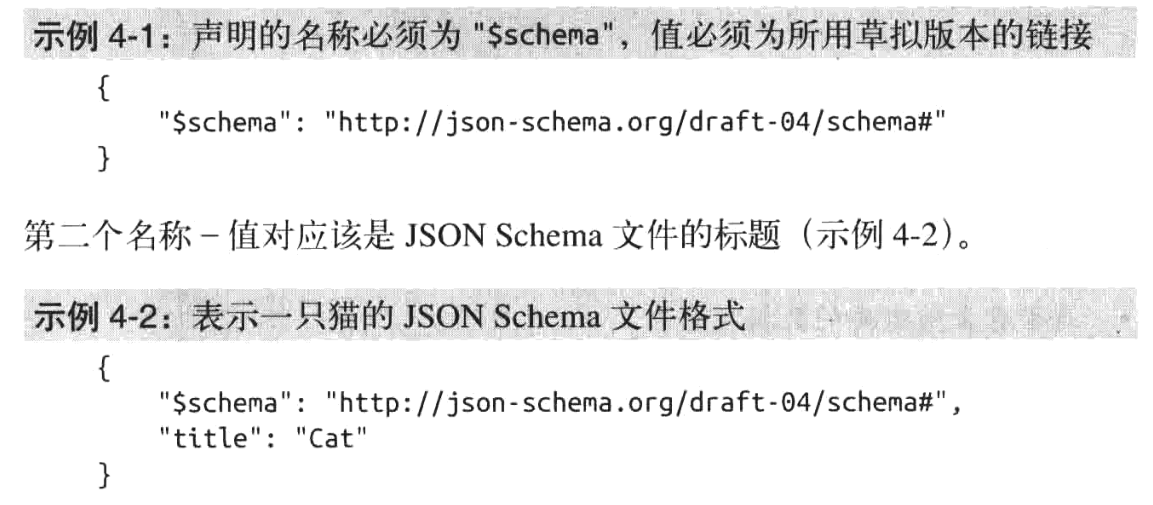 示例 4-1：声明的名称必须为 "$schema"，值必须为所用草拟版本的链接
{
"$schema": "http://json-schema.org/draft-04/schema#"
}
第二个名称 – 值对应该是 JSON Schema 文件的标题（示例 4-2）。
示例 4-2：表示一只猫的 JSON Schema 文件格式
{
"$schema": "http://json-schema.org/draft-04/schema#",
"title": "Cat"
}